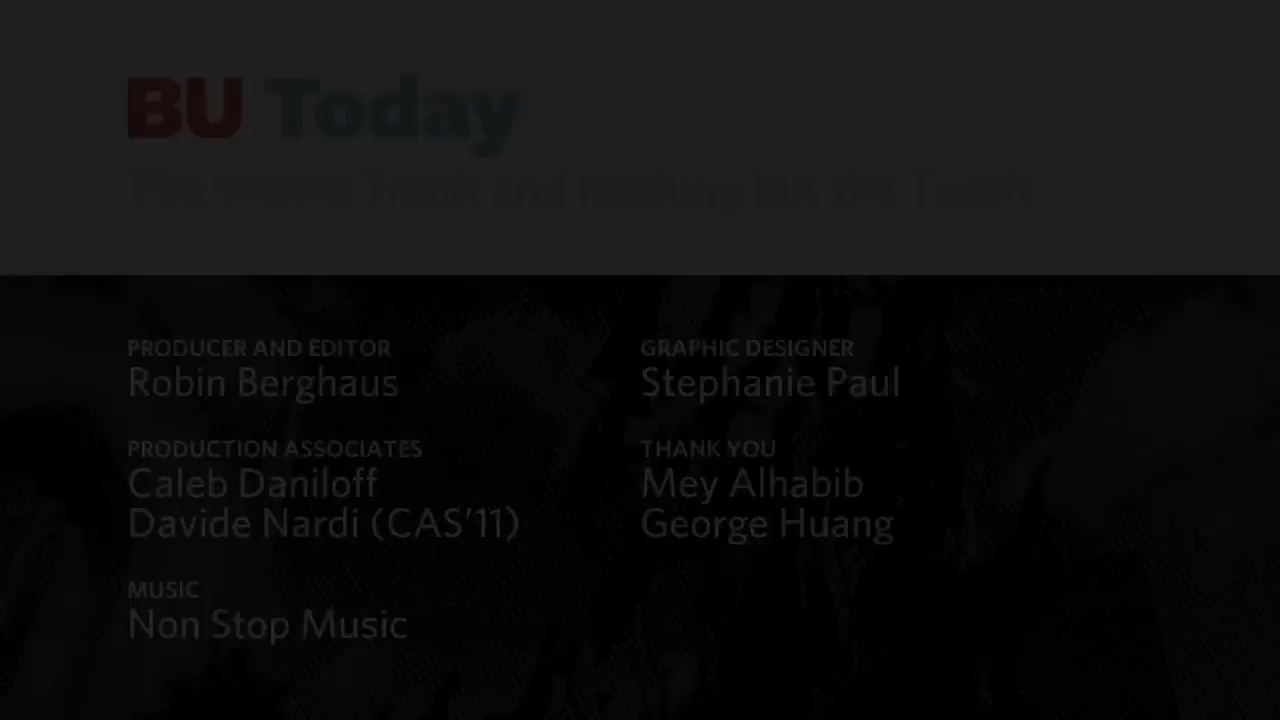 BU Today
PRODUCER AND EDITOR
Robin Berghaus
PRODUCTION ASSOCIATES
Caleb Daniloff
Davide Nardi (CAS'11)
MUSIC
Non Stop Music
GRAPHIC DESIGNER
Stephanie Paul
THANK YOU
Mey Alhabib
George Huang